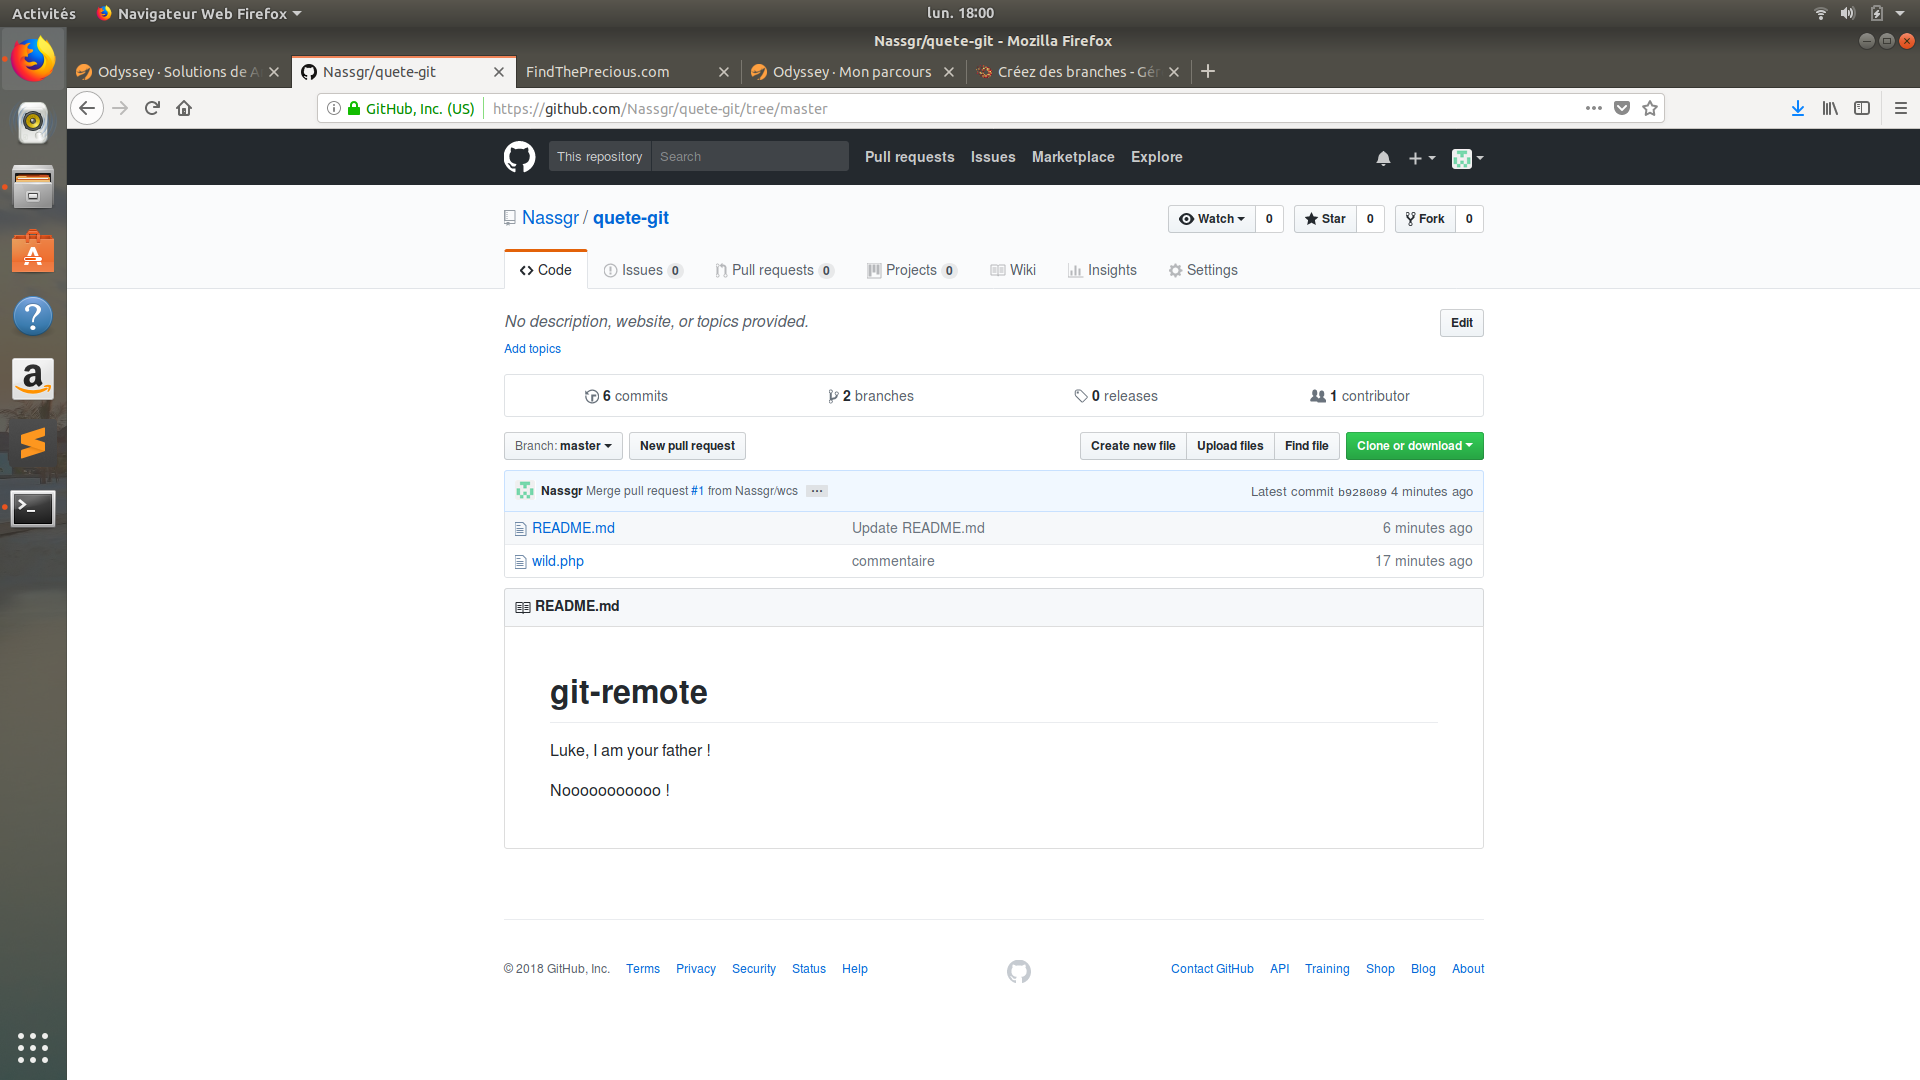 Activités Navigateur Web Firefox lun. 18:00
Nassgr/quete-git - Mozilla Firefox
Odyssey · Solutions de A Nassgr/quete-git FindThePrecious.com Odyssey · Mon parcours Créez des branches - Gér
GitHub, Inc. (US) https://github.com/Nassgr/quete-git/tree/master
This repository Search Pull requests Issues Marketplace Explore
Nassgr / quete-git Watch 0 Star 0 Fork 0
Code Issues 0 Pull requests 0 Projects 0 Wiki Insights Settings
No description, website, or topics provided. Edit
Add topics
6 commits 2 branches 0 releases 1 contributor
Branch: master New pull request Create new file Upload files Find file Clone or download
Nassgr Merge pull request #1 from Nassgr/wcs ... Latest commit b928089 4 minutes ago
README.md Update README.md 6 minutes ago
wild.php commentaire 17 minutes ago
README.md
git-remote
Luke, I am your father !
Nooooooooooo !
© 2018 GitHub, Inc. Terms Privacy Security Status Help Contact GitHub API Training Shop Blog About